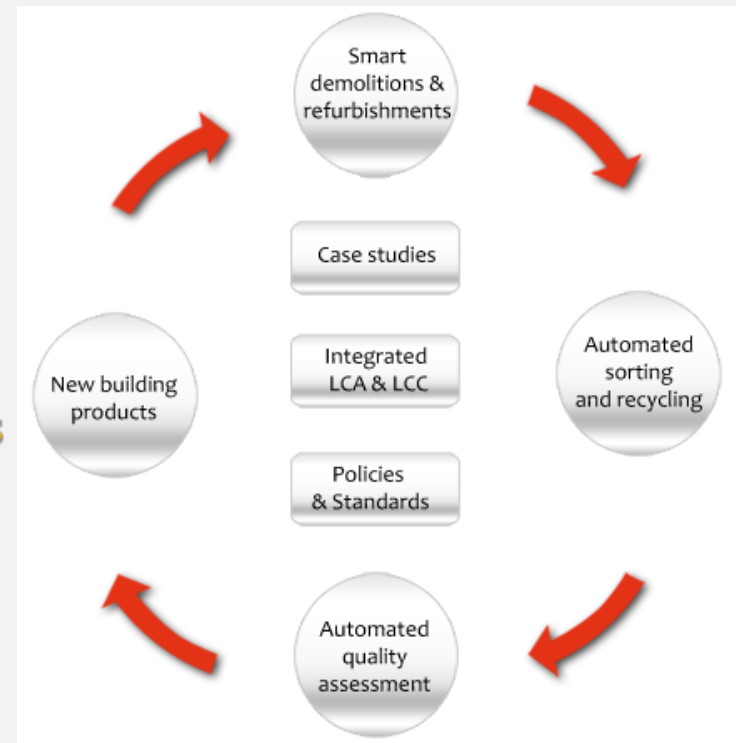 Smart
demolitions &
refurbishments
Case studies
Integrated
LCA & LCC
Automated
sorting
and recycling
New building
products
Policies
& Standards
Automated
quality
assessment